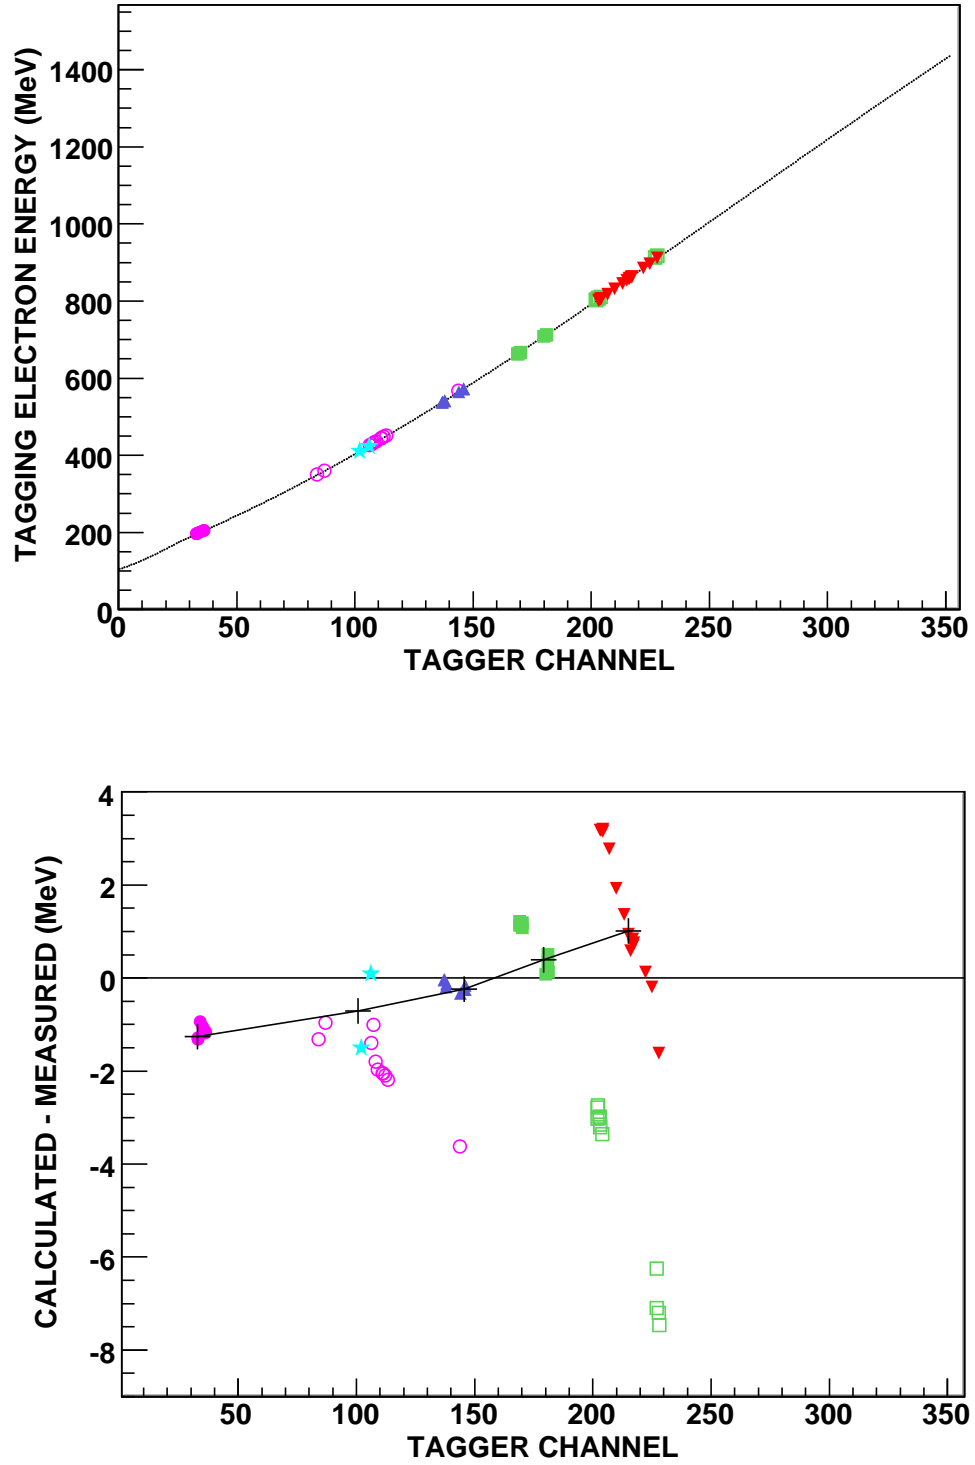 TAGGING ELECTRON ENERGY (MeV)
1400
1200
1000
800
600
400
200
0
0 50 100 150 200 250 300 350
TAGGER CHANNEL
CALCULATED - MEASURED (MeV)
4
2
0
-2
-4
-6
-8
50 100 150 200 250 300 350
TAGGER CHANNEL